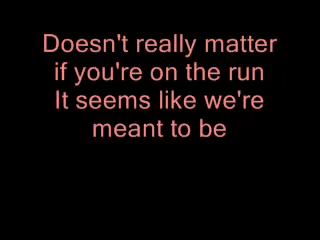 Doesn't really matter
if you're on the run
It seems like we're
meant to be